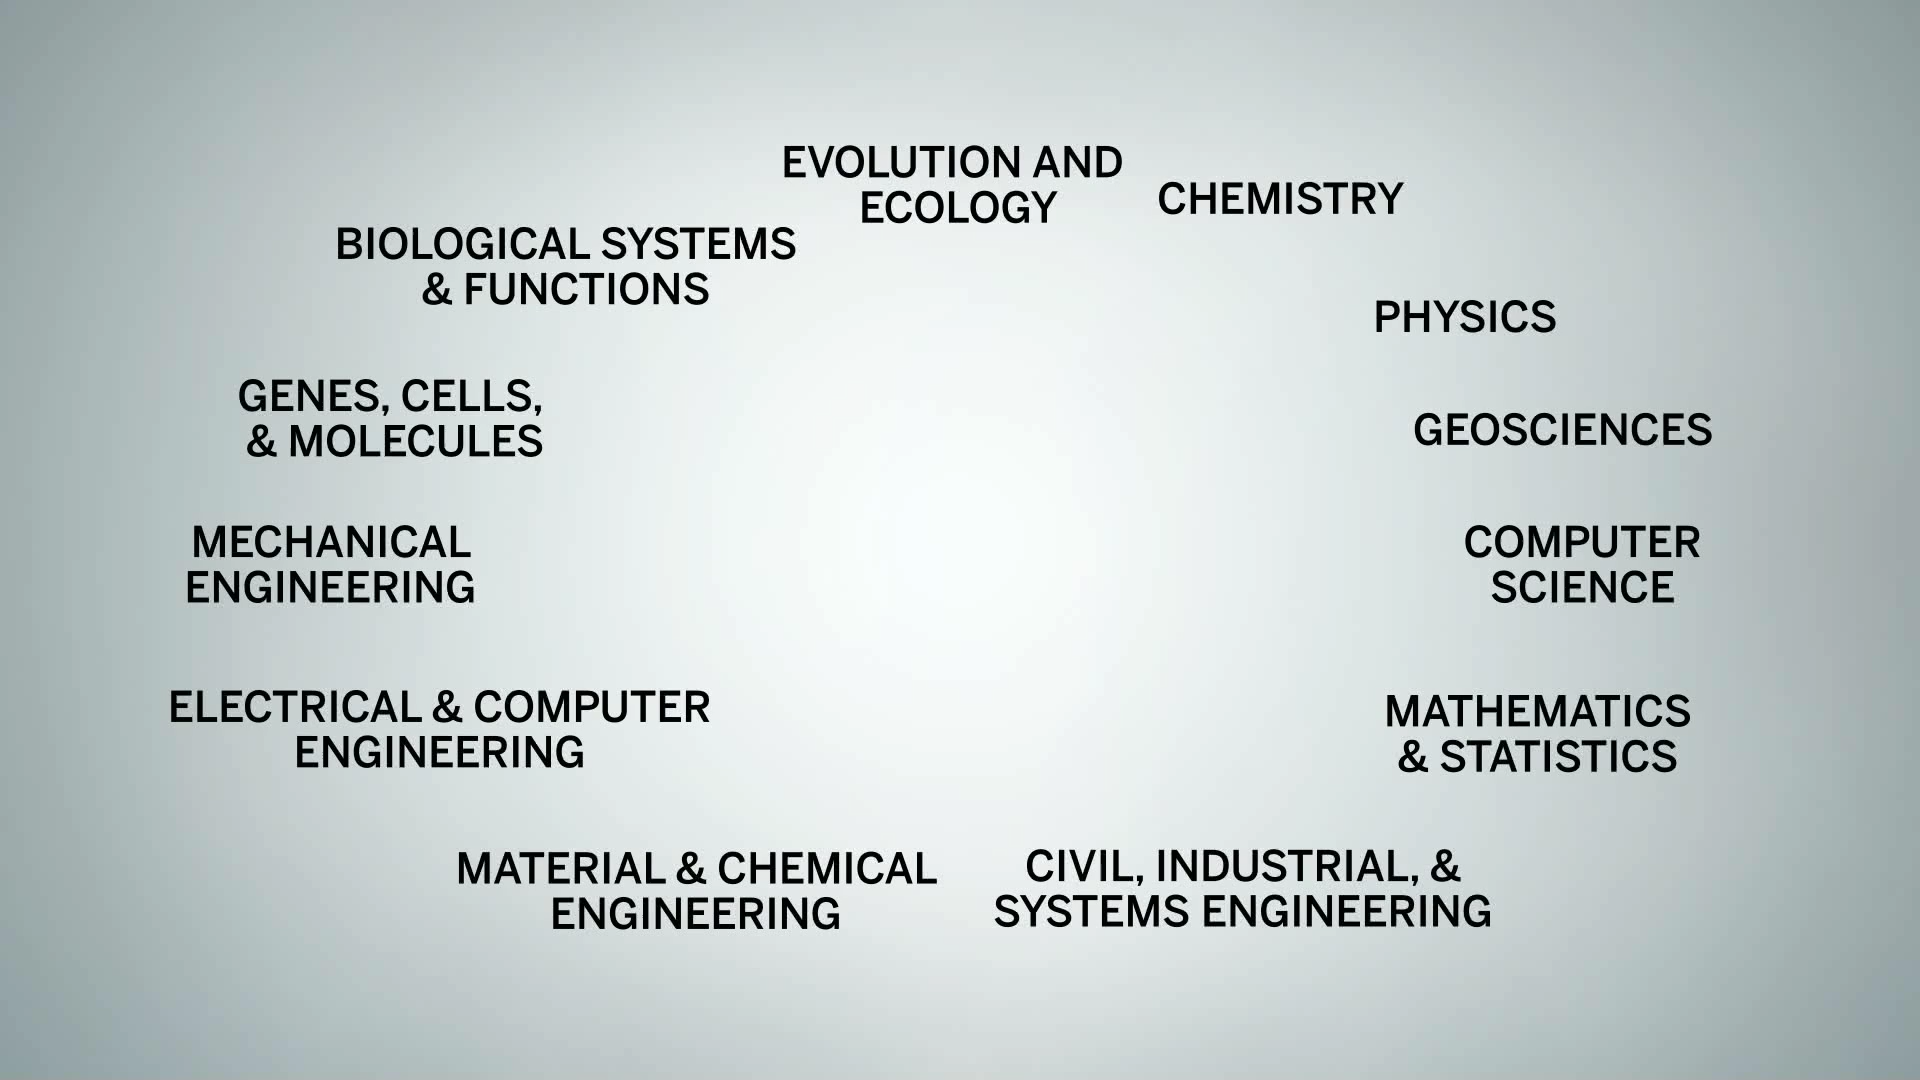 EVOLUTION AND
ECOLOGY
CHEMISTRY
BIOLOGICAL SYSTEMS
& FUNCTIONS
PHYSICS
GENES, CELLS,
& MOLECULES
GEOSCIENCES
MECHANICAL
ENGINEERING
COMPUTER
SCIENCE
ELECTRICAL & COMPUTER
ENGINEERING
MATHEMATICS
& STATISTICS
MATERIAL & CHEMICAL
ENGINEERING
CIVIL, INDUSTRIAL, &
SYSTEMS ENGINEERING